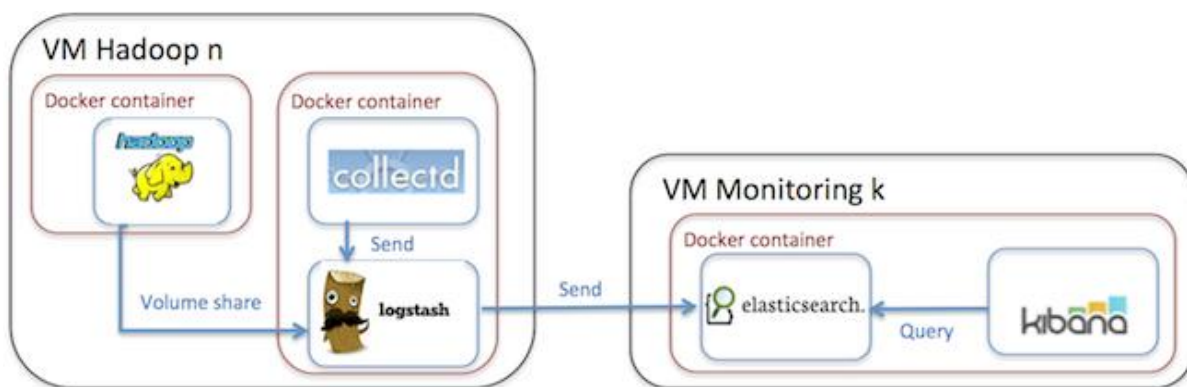 VM Hadoop n
Docker container
hadoop
Docker container
collectd
Send
Volume share
logstash
Send
VM Monitoring k
Docker container
elasticsearch.
Query
kibana